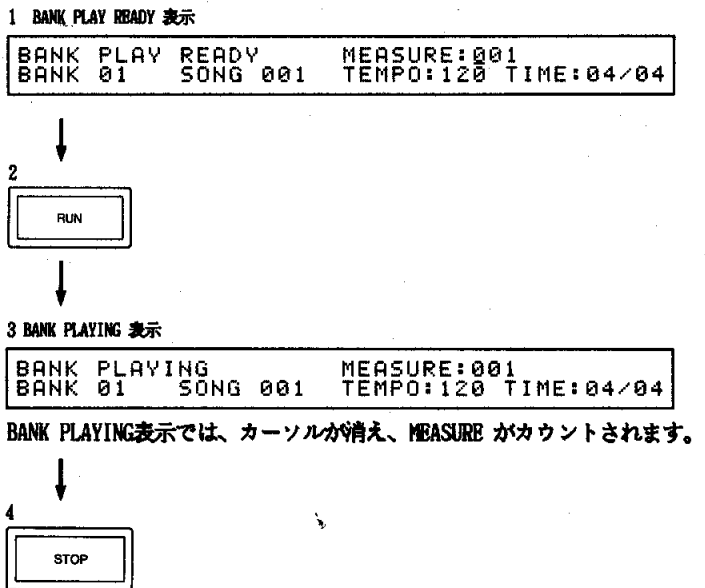 1 BANK PLAY READY 表示
BANK PLAY READY MEASURE:001
BANK 01 SONG 001 TEMPO:120 TIME:04/04
2
RUN
3 BANK PLAYING 表示
BANK PLAYING MEASURE:001
BANK 01 SONG 001 TEMPO:120 TIME:04/04
BANK PLAYING表示では、カーソルが消え、MEASURE がカウントされます。
4
STOP